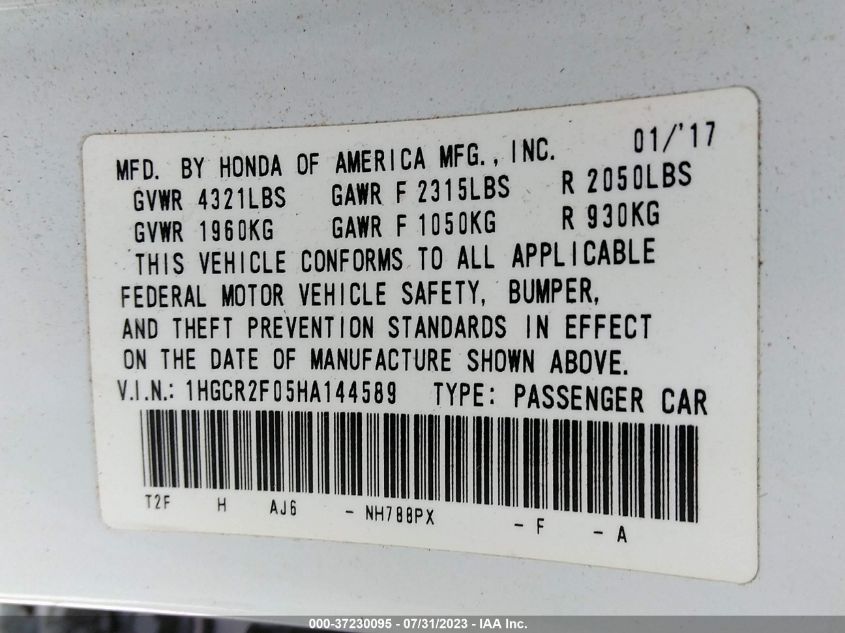 MFD. BY HONDA OF AMERICA MFG., INC. 01/'17
GVWR 4321LBS GAWR F 2315LBS R 2050LBS
GVWR 1960KG GAWR F 1050KG R 930KG
THIS VEHICLE CONFORMS TO ALL APPLICABLE
FEDERAL MOTOR VEHICLE SAFETY, BUMPER,
AND THEFT PREVENTION STANDARDS IN EFFECT
ON THE DATE OF MANUFACTURE SHOWN ABOVE.
V.I.N.: 1HGCR2F05HA144589 TYPE: PASSENGER CAR
T2F H AJ6 - NH788PX - F - A
000-37230095 - 07/31/2023 - IAA Inc.